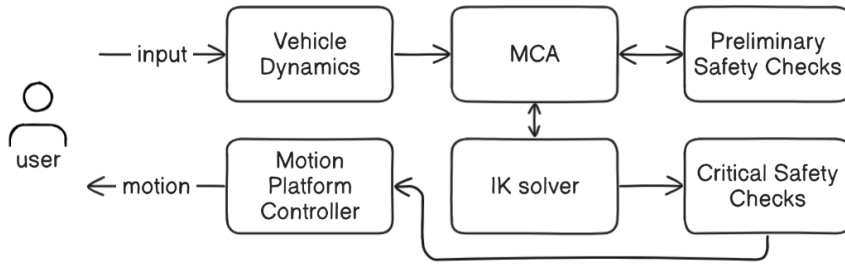 input
Vehicle
Dynamics
MCA
Preliminary
Safety Checks
user
motion
Motion
Platform
Controller
IK solver
Critical Safety
Checks